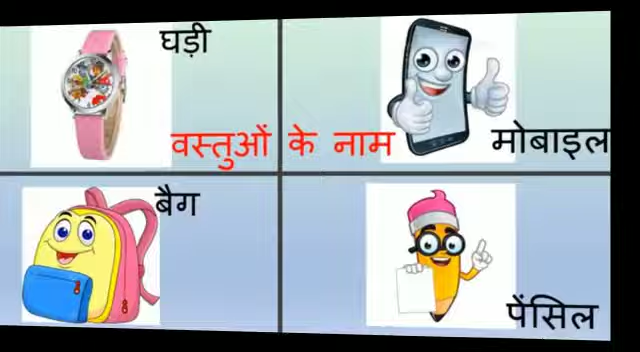 घड़ी
वस्तुओं के नाम
मोबाइल
बैग
पेंसिल